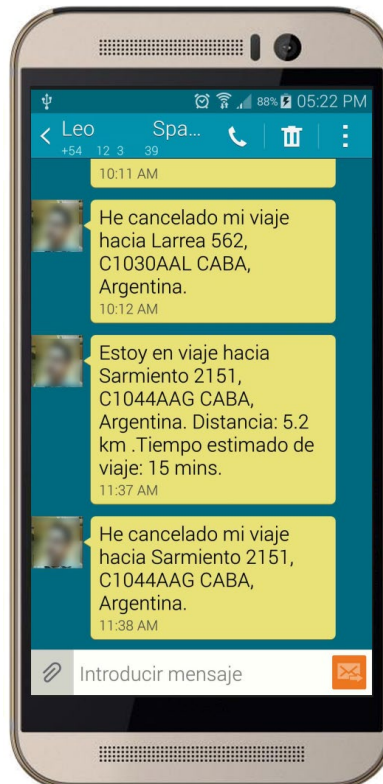 88% 05:22 PM
Leo Spa...
+54 12 3 39
10:11 AM
He cancelado mi viaje
hacia Larrea 562,
C1030AAL CABA,
Argentina.
10:12 AM
Estoy en viaje hacia
Sarmiento 2151,
C1044AAG CABA,
Argentina. Distancia: 5.2
km .Tiempo estimado de
viaje: 15 mins.
11:37 AM
He cancelado mi viaje
hacia Sarmiento 2151,
C1044AAG CABA,
Argentina.
11:38 AM
Introducir mensaje